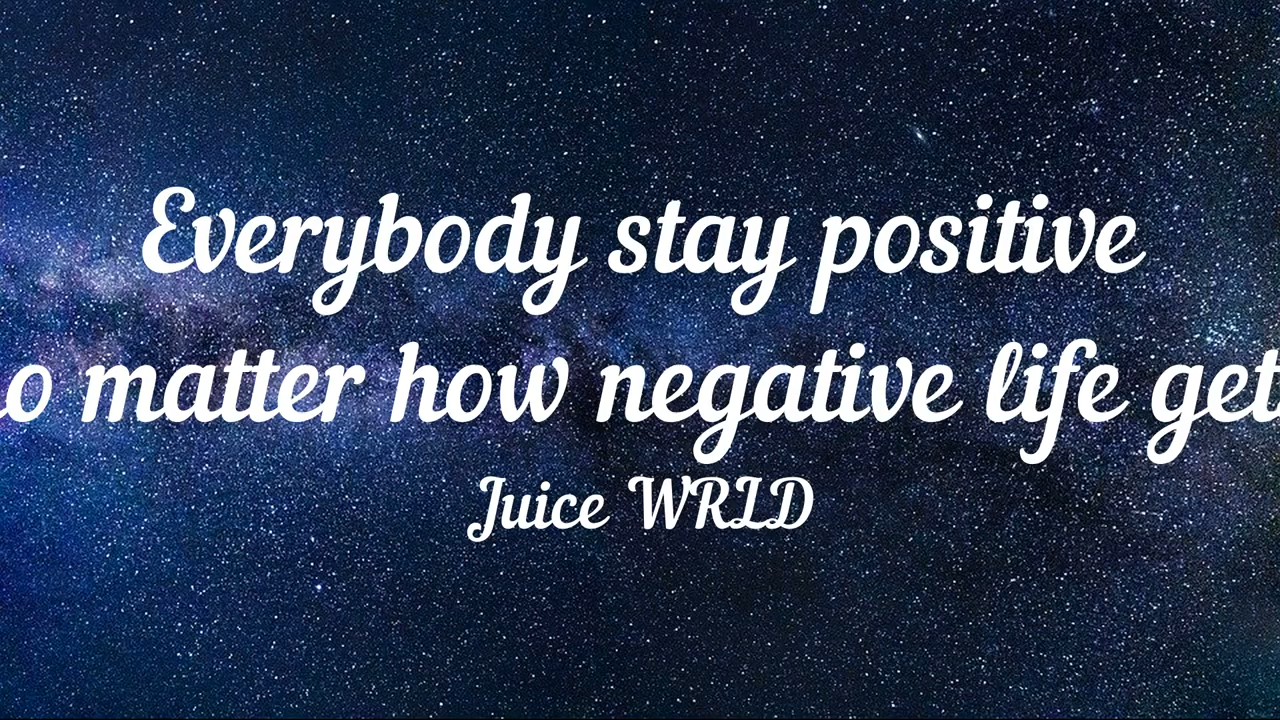 Everybody stay positive
o matter how negative life get
Juice WRLD